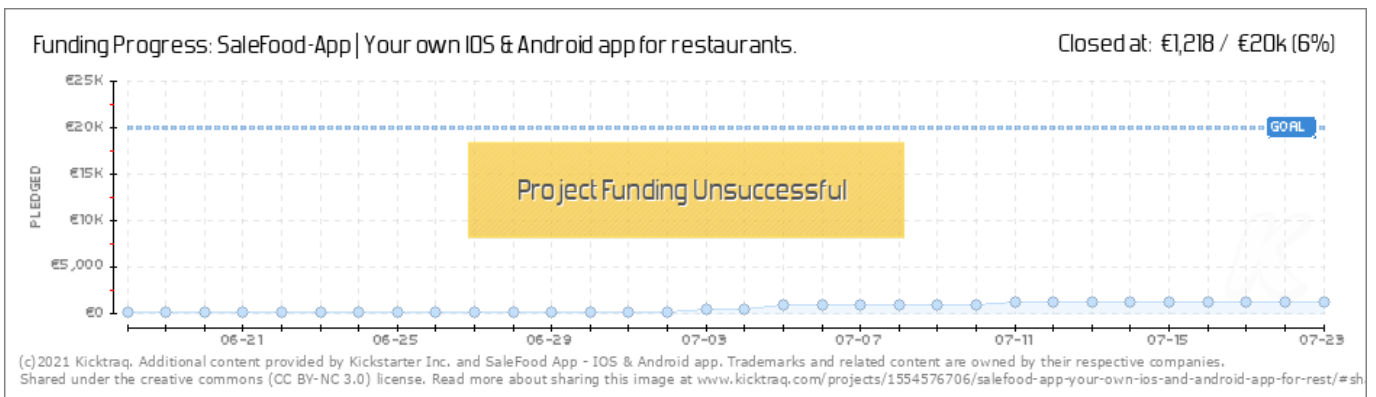 Funding Progress: SaleFood-App | Your own IOS & Android app for restaurants.
Closed at: €1,218 / €20k (6%)
€25K
€20K
GOAL
€15K
Project Funding Unsuccessful
PLEDGED
€10K
€5,000
€0
06-21 06-25 06-29 07-03 07-07 07-11 07-15 07-23
(c)2021 Kicktraq. Additional content provided by Kickstarter Inc. and SaleFood App - IOS & Android app. Trademarks and related content are owned by their respective companies.
Shared under the creative commons (CC BY-NC 3.0) license. Read more about sharing this image at www.kicktraq.com/projects/1554576706/salefood-app-your-own-ios-and-android-app-for-rest/#sh